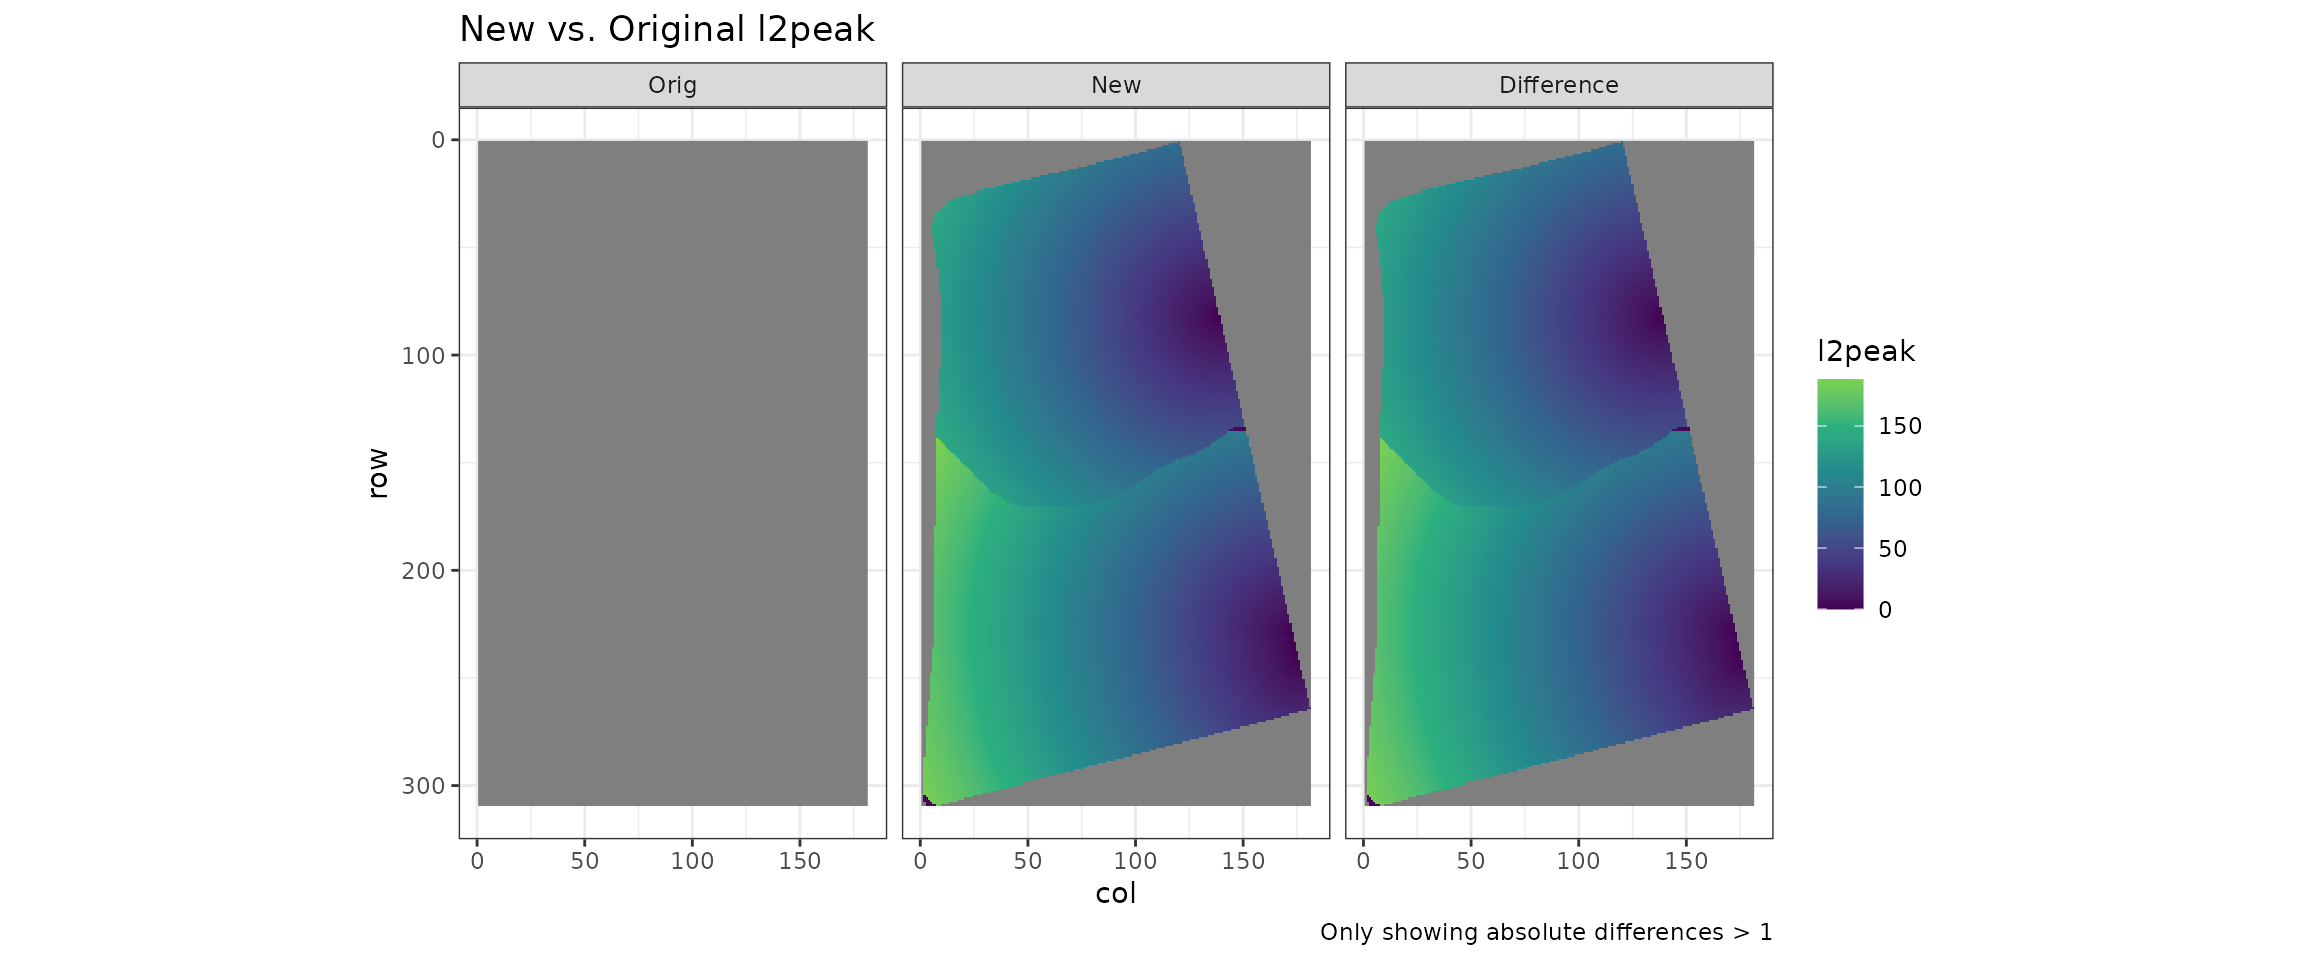 New vs. Original l2peak
Orig
New
Difference
0
100
200
300
row
0 50 100 150
0 50 100 150
0 50 100 150
col
l2peak
150
100
50
0
Only showing absolute differences > 1